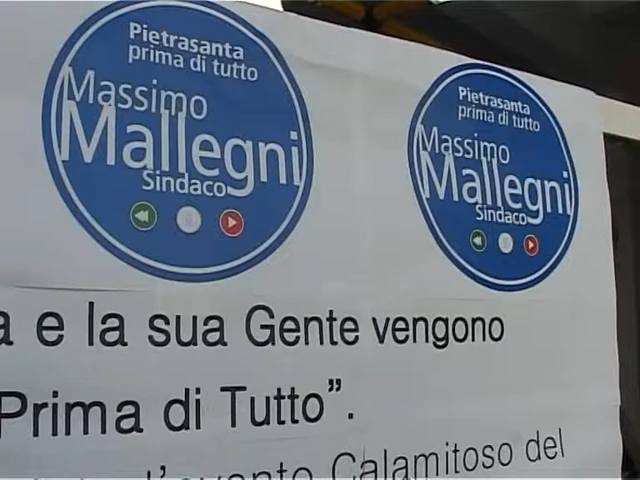 Pietrasanta
prima di tutto
Massimo
Mallegni
Sindaco
Pietrasanta
prima di tutto
Massimo
Mallegni
Sindaco
e la sua Gente vengono
Prima di Tutto”.
l’evento Calamitoso del